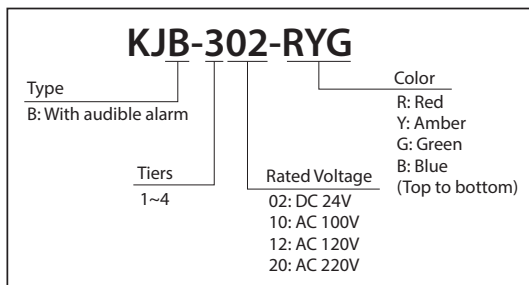 KJB-302-RYG
Type
B: With audible alarm
Tiers
1~4
Rated Voltage
02: DC 24V
10: AC 100V
12: AC 120V
20: AC 220V
Color
R: Red
Y: Amber
G: Green
B: Blue
(Top to bottom)